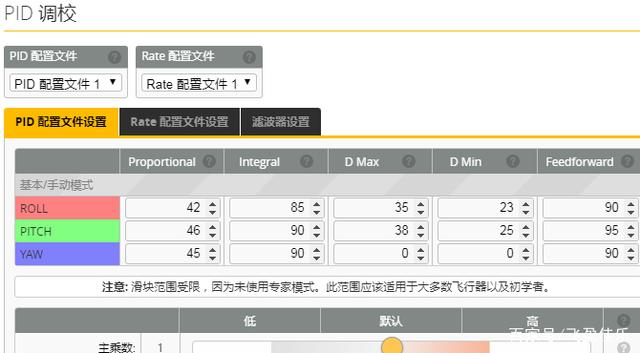 PID 调校
PID 配置文件 Rate 配置文件
PID 配置文件 1 Rate 配置文件 1
PID 配置文件设置 Rate 配置文件设置 滤波器设置
Proportional Integral D Max D Min Feedforward
基本/手动模式
ROLL 42 85 35 23 90
PITCH 46 90 38 25 95
YAW 45 90 0 0 90
注意: 滑块范围受限，因为未使用专家模式。此范围应该适用于大多数飞行器以及初学者。
低 默认 高
主乘数: 1
百家号/飞盈佳乐